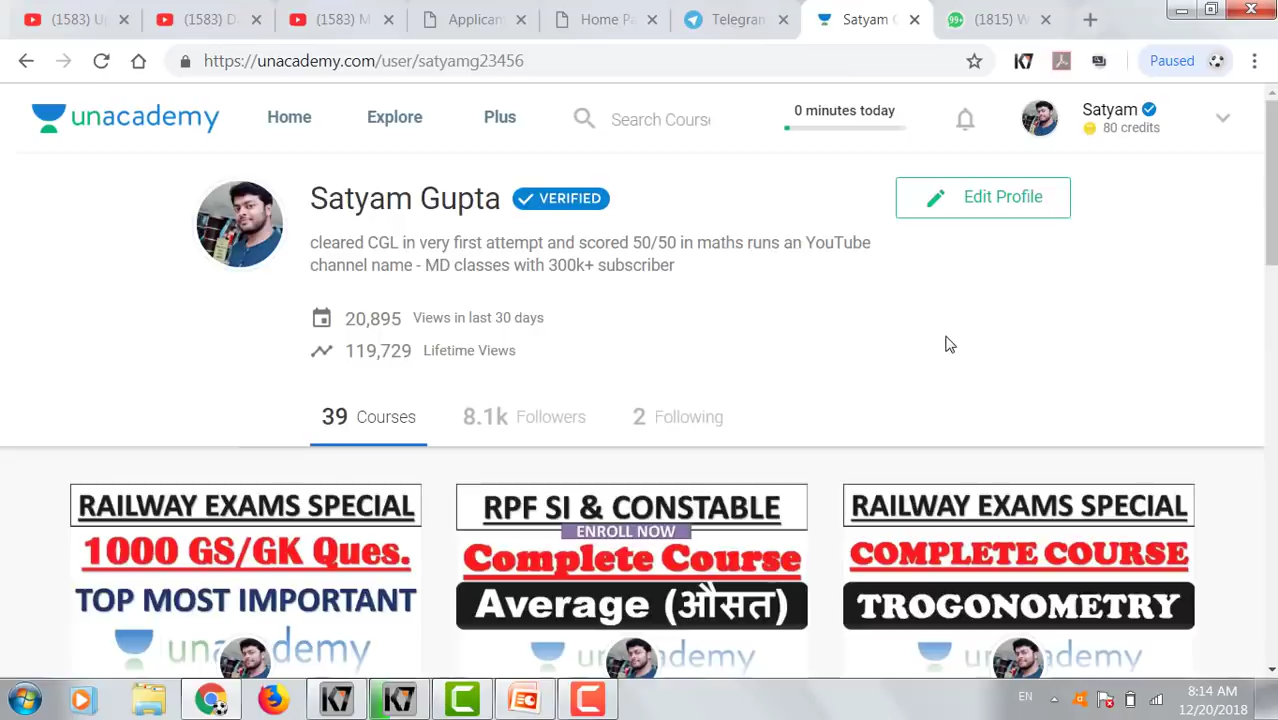 (1583) U
(1583) D
(1583) M
Applican
Home Pa
Telegran
Satyam
(1815) W
https://unacademy.com/user/satyamg23456
K7
Paused
unacademy
Home
Explore
Plus
Search Cours
0 minutes today
Satyam
80 credits
Satyam Gupta
VERIFIED
Edit Profile
cleared CGL in very first attempt and scored 50/50 in maths runs an YouTube
channel name - MD classes with 300k+ subscriber
20,895 Views in last 30 days
119,729 Lifetime Views
39 Courses
8.1k Followers
2 Following
RAILWAY EXAMS SPECIAL
1000 GS/GK Ques.
TOP MOST IMPORTANT
unacademy
RPF SI & CONSTABLE
ENROLL NOW
Complete Course
Average (औसत)
unacademy
RAILWAY EXAMS SPECIAL
COMPLETE COURSE
TROGONOMETRY
unacademy
K7
K7
EN
8:14 AM
12/20/2018